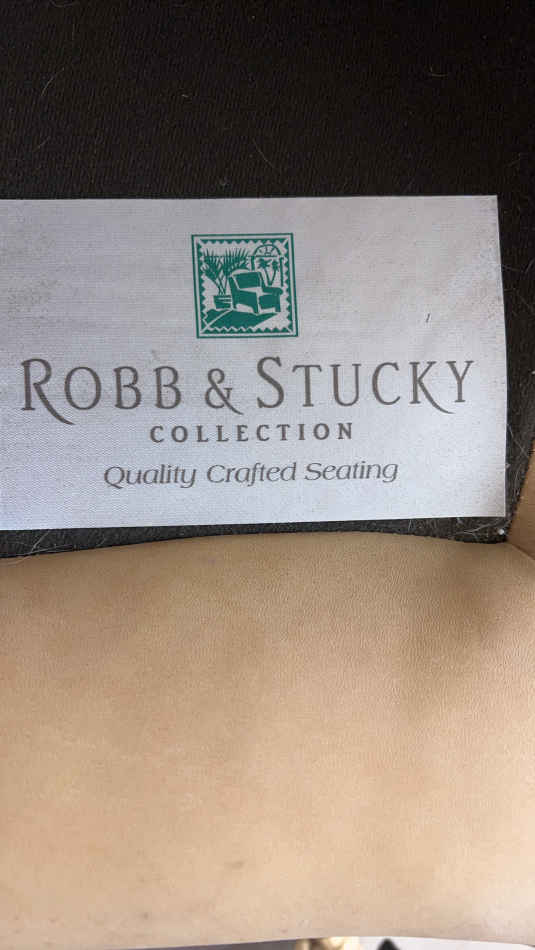 ROBB & STUCKY
COLLECTION
Quality Crafted Seating